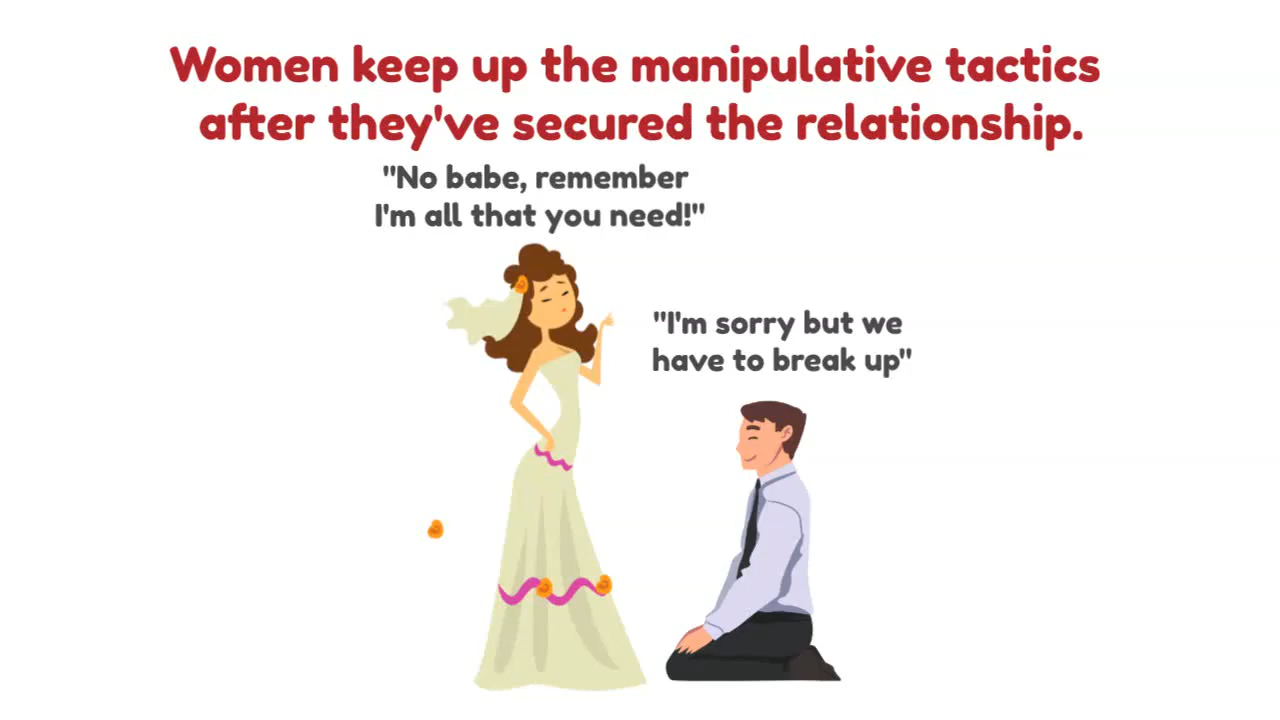 Women keep up the manipulative tactics
after they've secured the relationship.
"No babe, remember
I'm all that you need!"
"I'm sorry but we
have to break up"